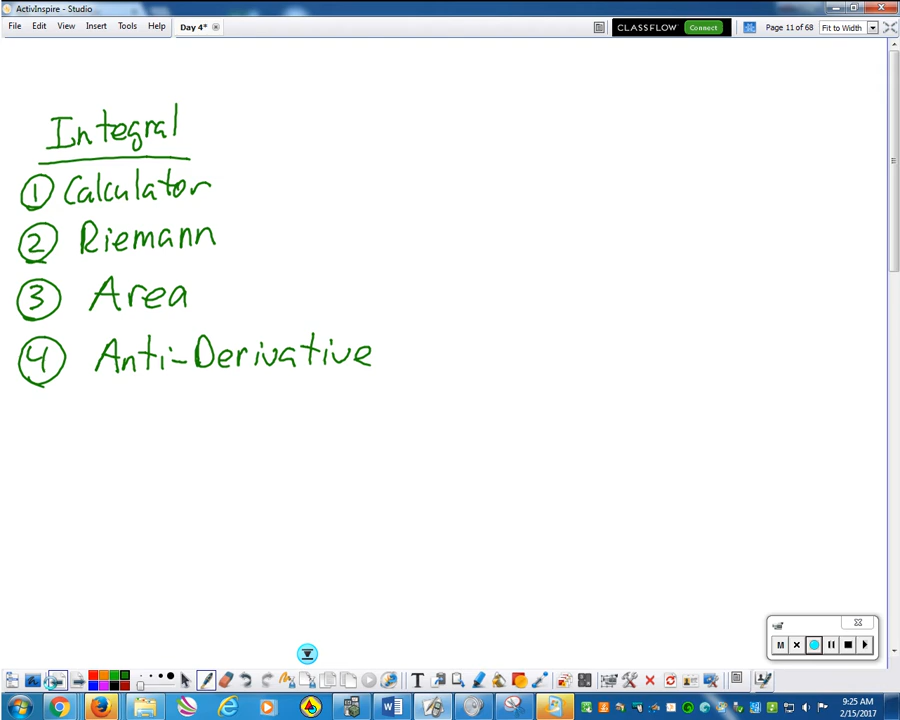 ActivInspire - Studio
File Edit View Insert Tools Help Day 4* CLASSFLOW Connect Page 11 of 68 Fit to Width
Integral
① Calculator
② Riemann
③ Area
④ Anti-Derivative
M
T
W
9:25 AM
2/15/2017